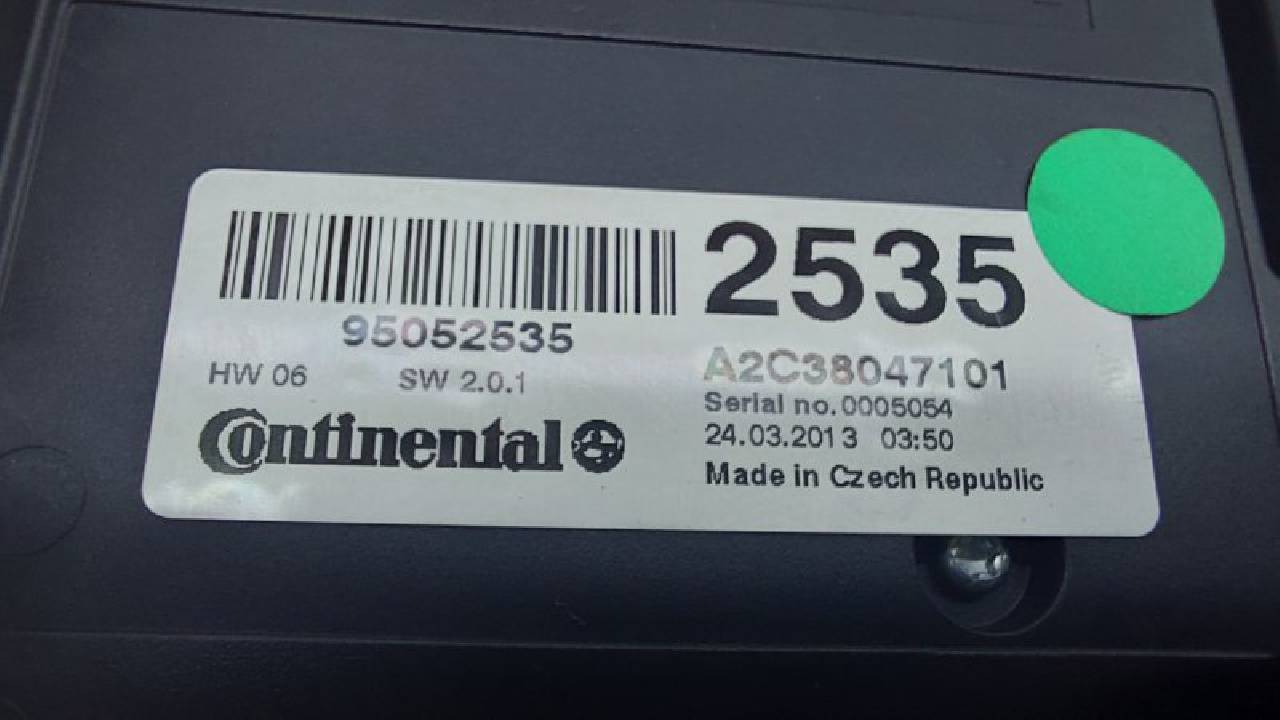 2535
95052535
HW 06 SW 2.0.1
A2C38047101
Serial no.0005054
24.03.2013 03:50
Continental
Made in Czech Republic